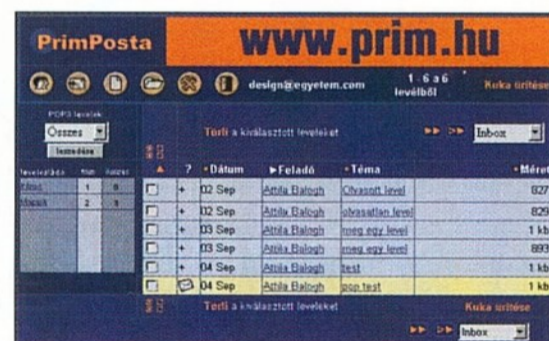 PrimPosta www.prim.hu
design@egyetem.com 1 - 6 a 6 levélből Kuka ürítése
POP3 levelek
Összes
Törli a kiválasztott leveleket Inbox
? Dátum Feladó Téma Méret
+ 02 Sep Attila Balogh Olvasott level 827
+ 02 Sep Attila Balogh olvasatlan level 829
+ 03 Sep Attila Balogh meg egy level 1 kb
+ 03 Sep Attila Balogh meg egy level 893
+ 04 Sep Attila Balogh test 1 kb
04 Sep Attila Balogh pop test 1 kb
Törli a kiválasztott leveleket Kuka ürítése
Inbox